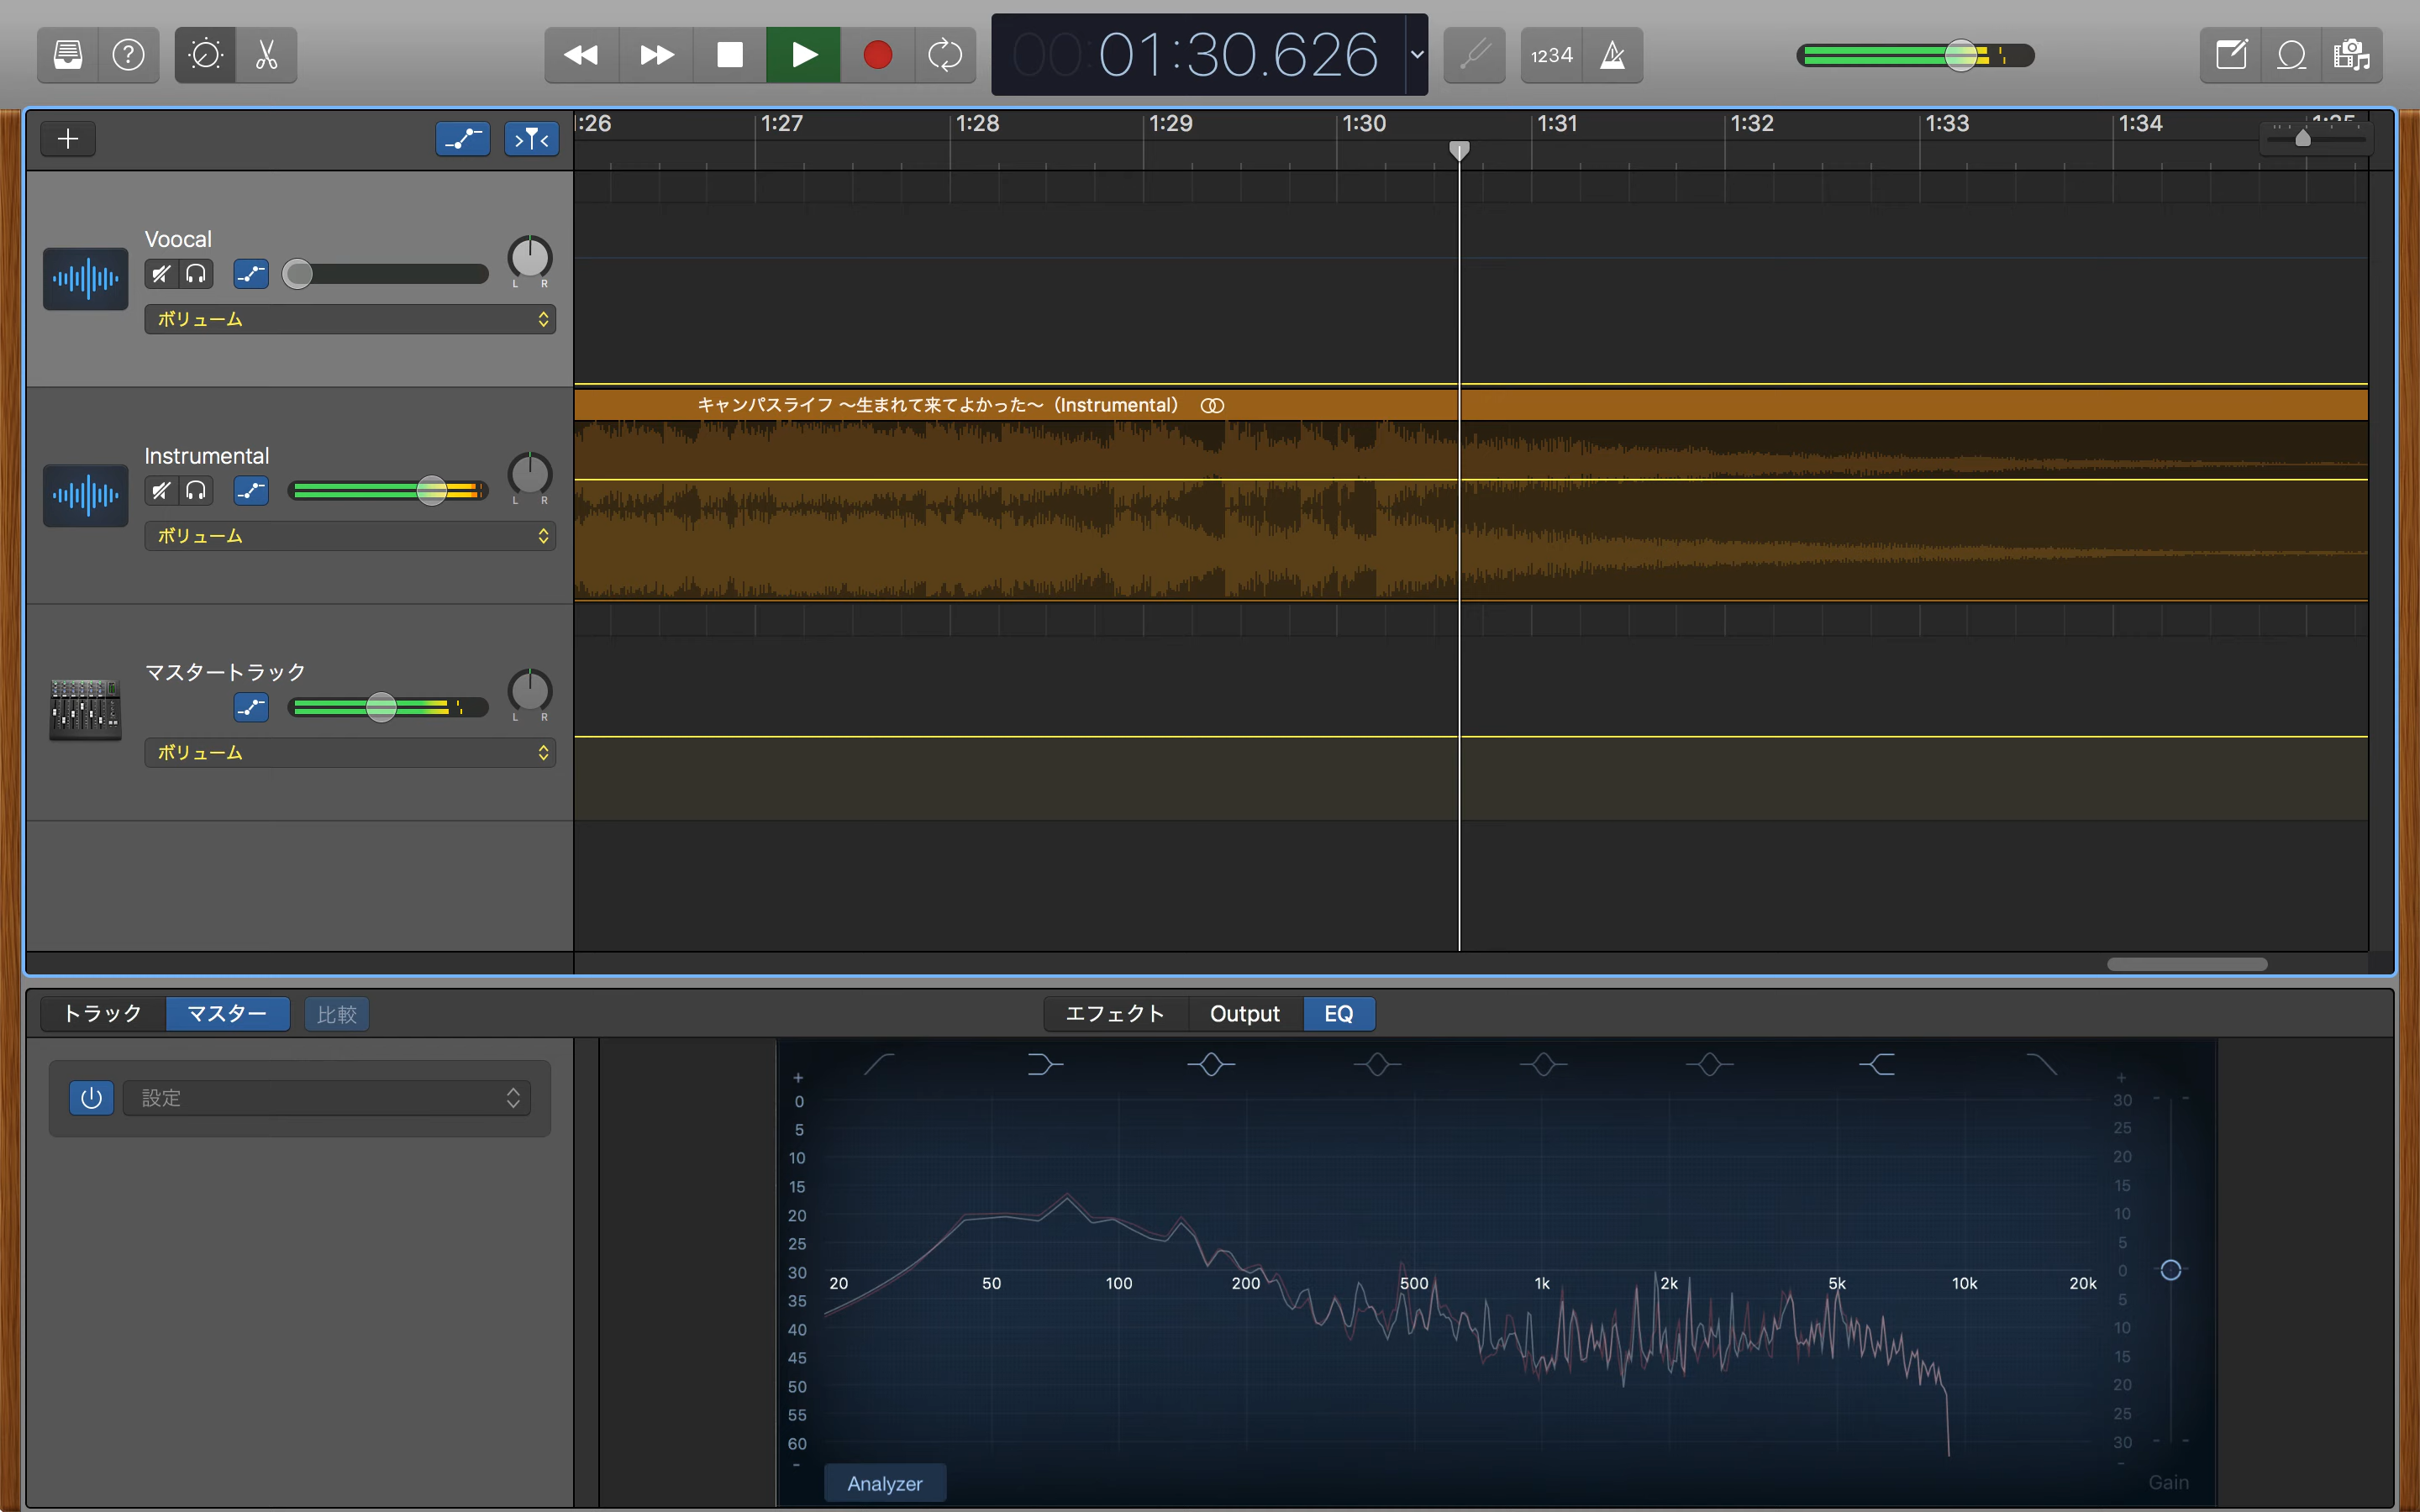 00:01:30.626
1234
:26 1:27 1:28 1:29 1:30 1:31 1:32 1:33 1:34 1:35
Voocal
L R
ボリューム
キャンパスライフ 〜生まれて来てよかった〜（Instrumental）
Instrumental
L R
ボリューム
マスタートラック
L R
ボリューム
トラック マスター 比較 エフェクト Output EQ
設定
+ +
0 30
5 25
10 20
15 15
20 10
25 5
30 20 50 100 200 500 1k 2k 5k 10k 20k 0
35 5
40 10
45 15
50 20
55 25
60 30
- -
Analyzer Gain